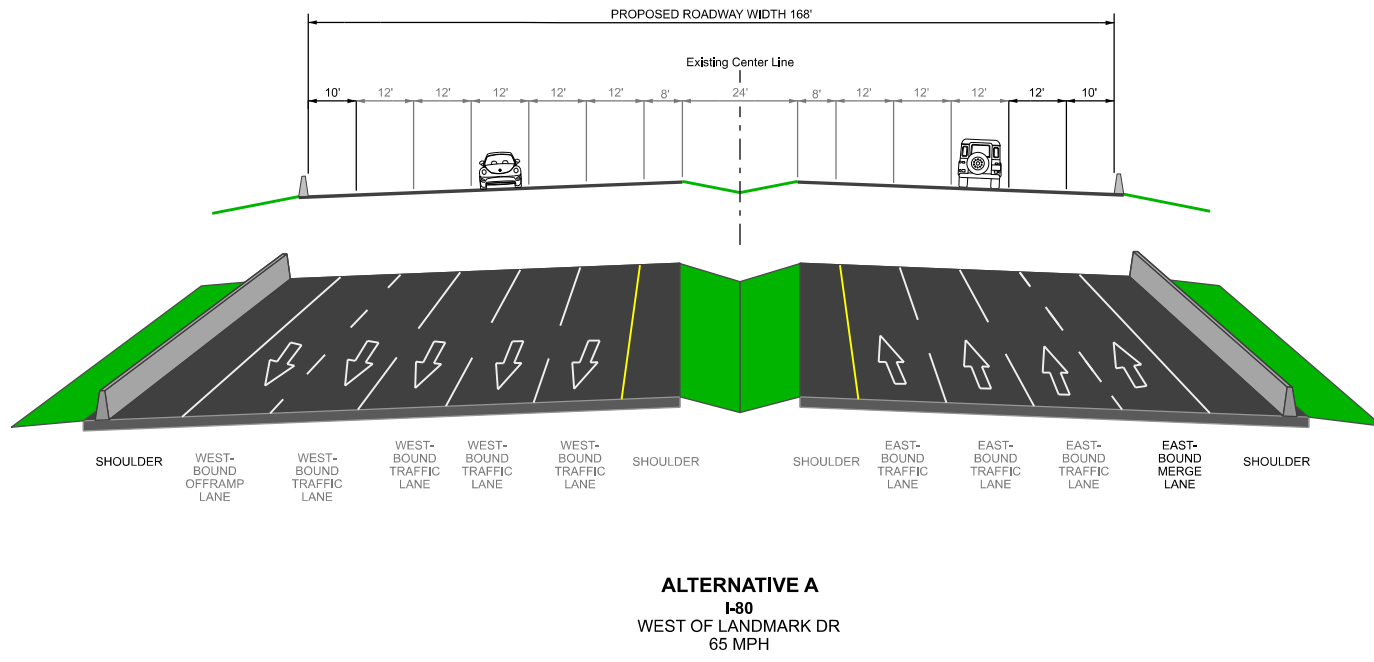 PROPOSED ROADWAY WIDTH 168'
Existing Center Line
10' 12' 12' 12' 12' 12' 8' 24' 8' 12' 12' 12' 12' 10'
SHOULDER
WEST-
BOUND
OFFRAMP
LANE
WEST-
BOUND
TRAFFIC
LANE
WEST-
BOUND
TRAFFIC
LANE
WEST-
BOUND
TRAFFIC
LANE
WEST-
BOUND
TRAFFIC
LANE
SHOULDER
SHOULDER
EAST-
BOUND
TRAFFIC
LANE
EAST-
BOUND
TRAFFIC
LANE
EAST-
BOUND
TRAFFIC
LANE
EAST-
BOUND
MERGE
LANE
SHOULDER
ALTERNATIVE A
I-80
WEST OF LANDMARK DR
65 MPH